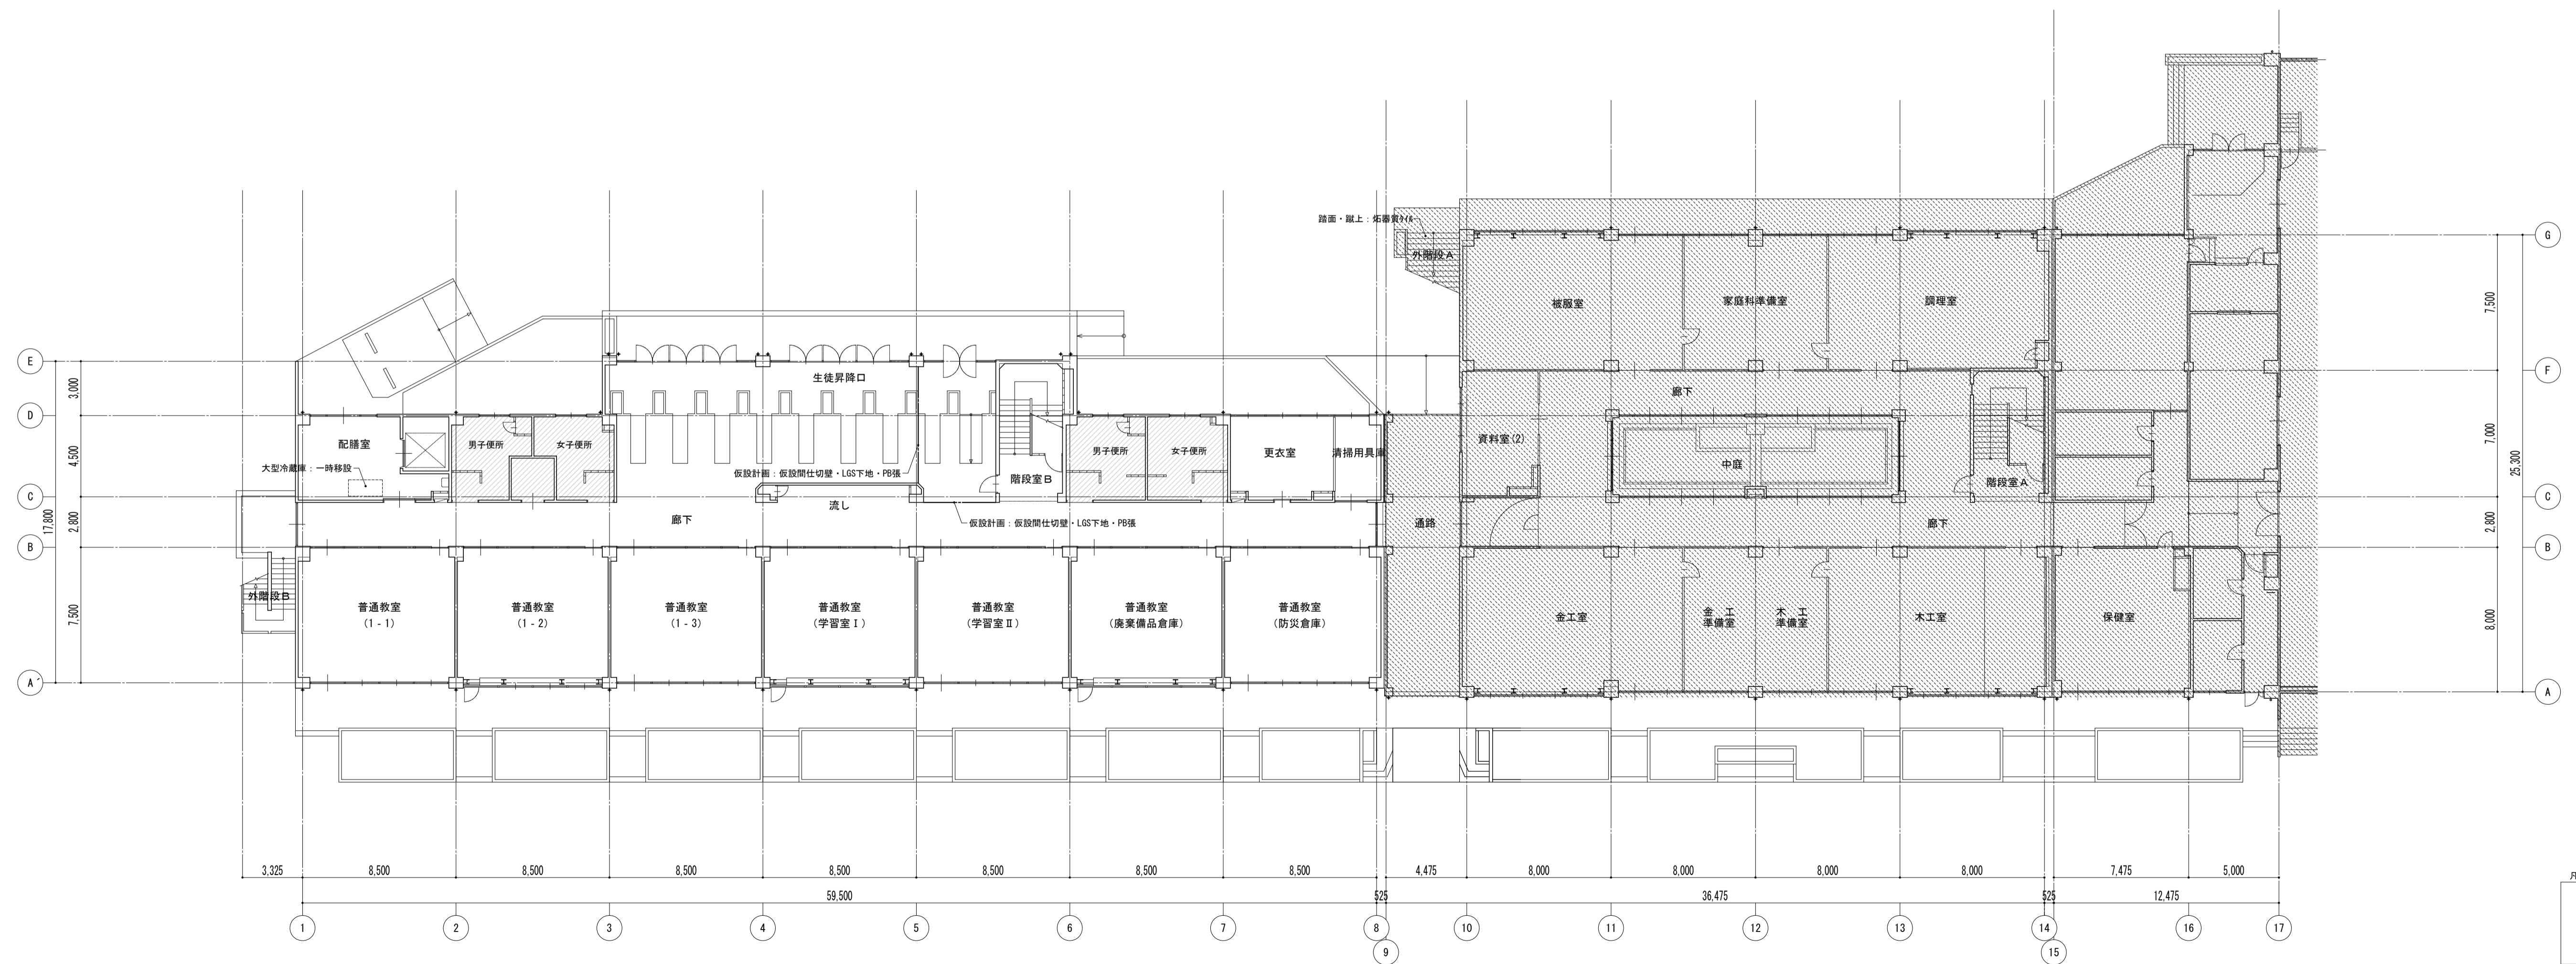 踏面・蹴上：炻器質ﾀｲﾙ
外階段A
被服室
家庭科準備室
調理室
G
7,500
F
廊下
資料室(2)
中庭
階段室A
7,000
25,300
C
通路
廊下
2,800
B
金工室
金　工
準備室
木　工
準備室
木工室
保健室
8,000
A
E
3,000
D
4,500
C
17,800
2,800
B
7,500
A´
生徒昇降口
配膳室
大型冷蔵庫：一時移設
男子便所
女子便所
仮設計画：仮設間仕切壁・LGS下地・PB張
階段室B
男子便所
女子便所
更衣室
清掃用具庫
流し
廊下
仮設計画：仮設間仕切壁・LGS下地・PB張
外階段B
普通教室
(1 - 1)
普通教室
(1 - 2)
普通教室
(1 - 3)
普通教室
(学習室Ⅰ)
普通教室
(学習室Ⅱ)
普通教室
(廃棄備品倉庫)
普通教室
(防災倉庫)
3,325
8,500
8,500
8,500
8,500
8,500
8,500
8,500
4,475
8,000
8,000
8,000
8,000
7,475
5,000
59,500
525
36,475
525
12,475
1
2
3
4
5
6
7
8
9
10
11
12
13
14
15
16
17